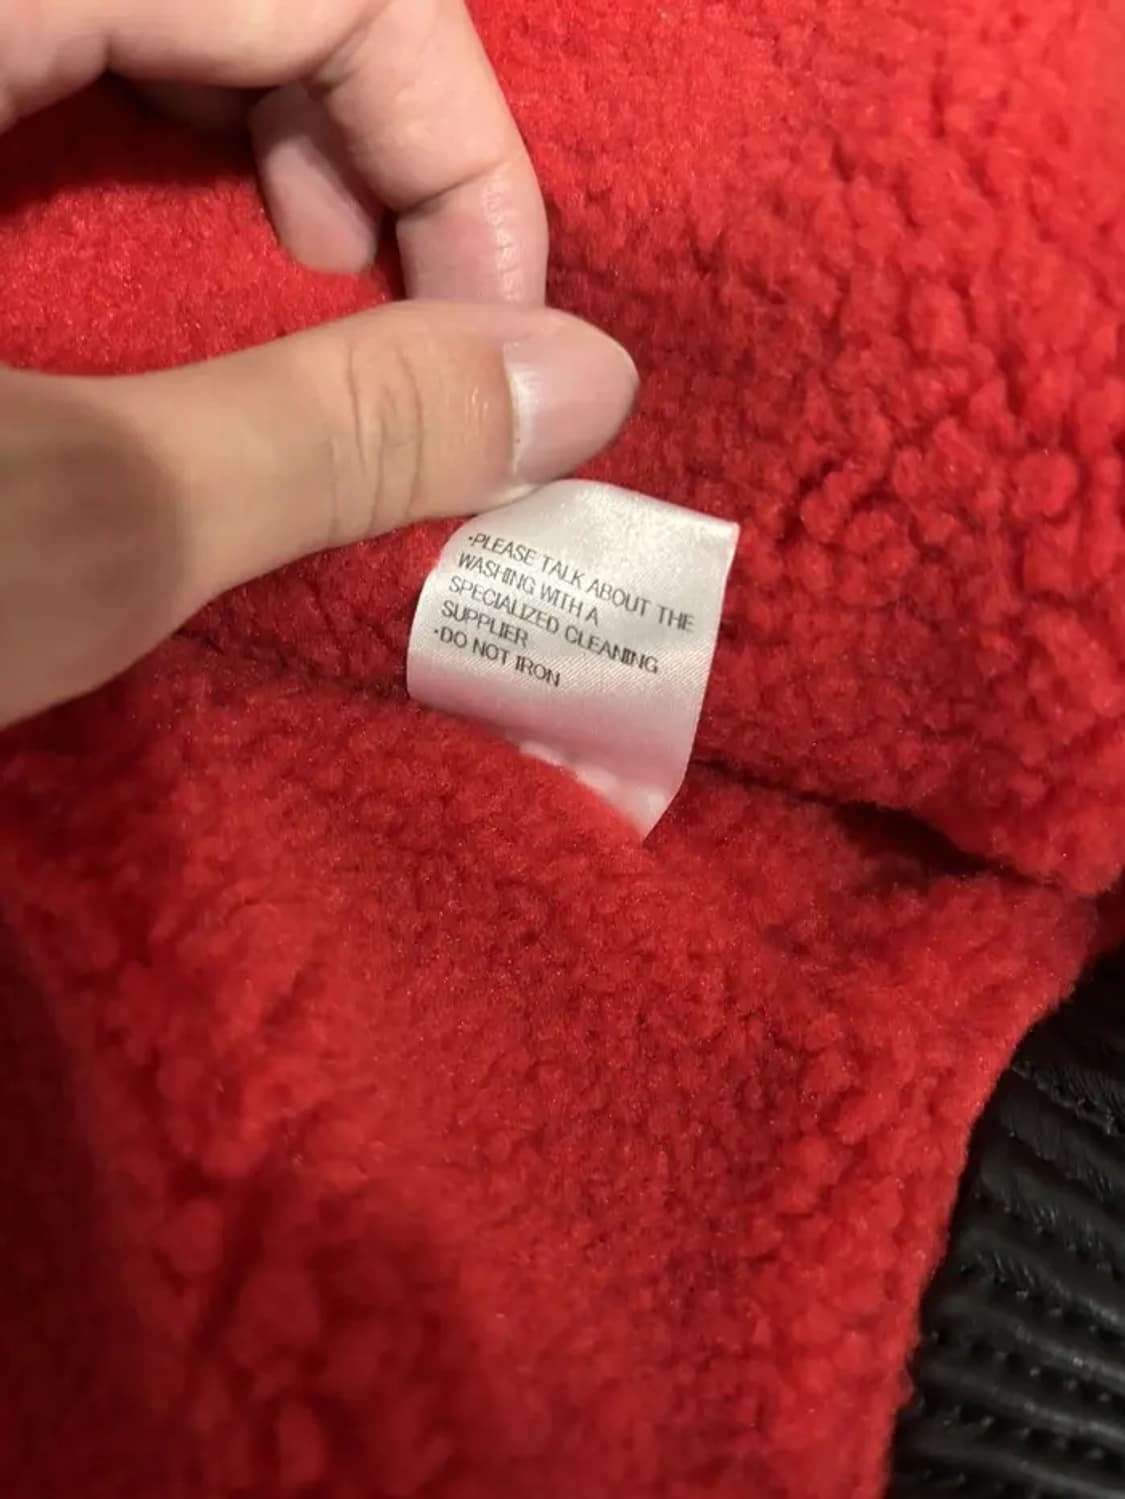 ·PLEASE TALK ABOUT THE
WASHING WITH A
SPECIALIZED CLEANING
SUPPLIER
·DO NOT IRON